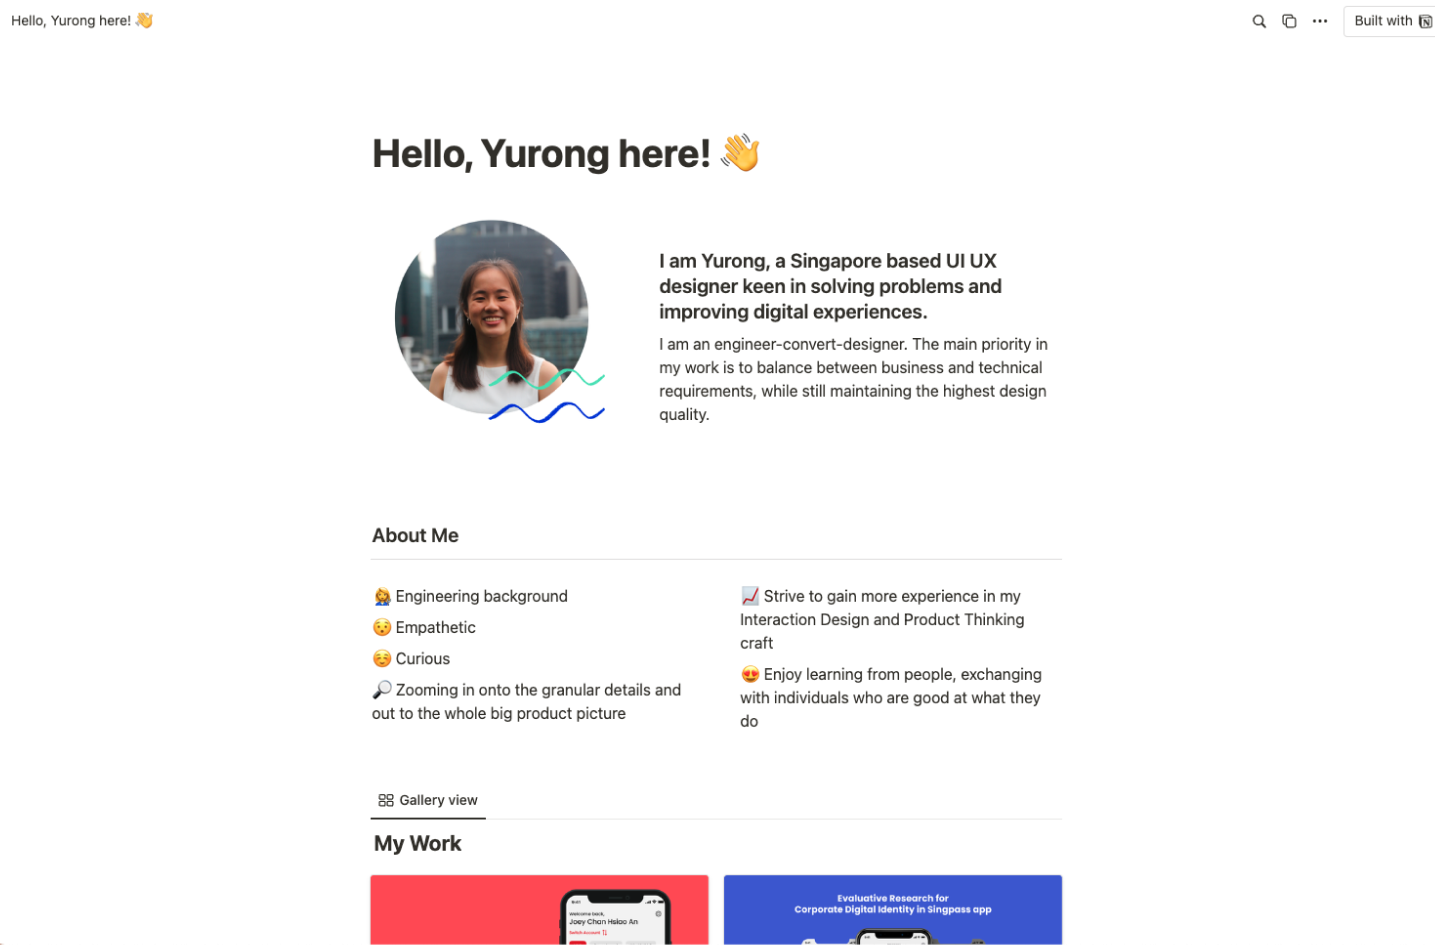 Hello, Yurong here! 👋
Built with
Hello, Yurong here! 👋
I am Yurong, a Singapore based UI UX
designer keen in solving problems and
improving digital experiences.
I am an engineer-convert-designer. The main priority in
my work is to balance between business and technical
requirements, while still maintaining the highest design
quality.
About Me
👩‍🎨 Engineering background
😯 Empathetic
☺️ Curious
🔎 Zooming in onto the granular details and
out to the whole big product picture
📈 Strive to gain more experience in my
Interaction Design and Product Thinking
craft
😍 Enjoy learning from people, exchanging
with individuals who are good at what they
do
Gallery view
My Work
Welcome back,
Joey Chan Hsiao An
Switch Account
Evaluative Research for
Corporate Digital Identity in Singpass app